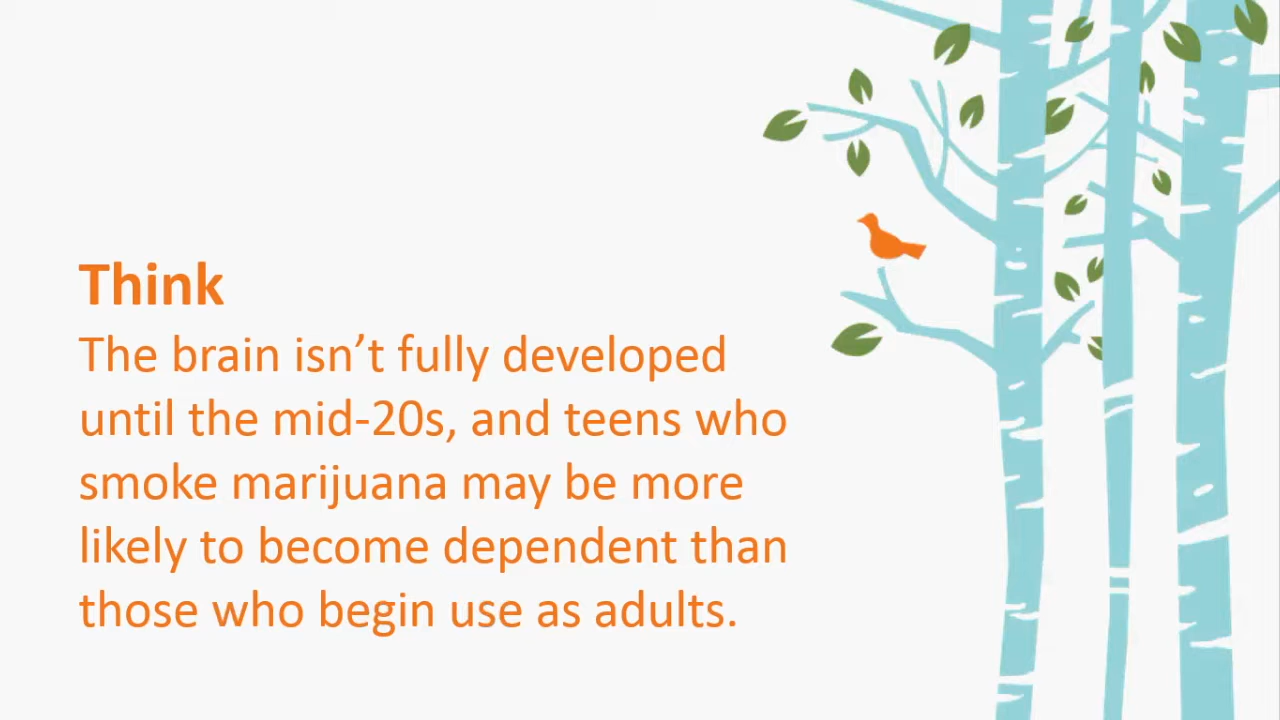 Think
The brain isn’t fully developed
until the mid-20s, and teens who
smoke marijuana may be more
likely to become dependent than
those who begin use as adults.